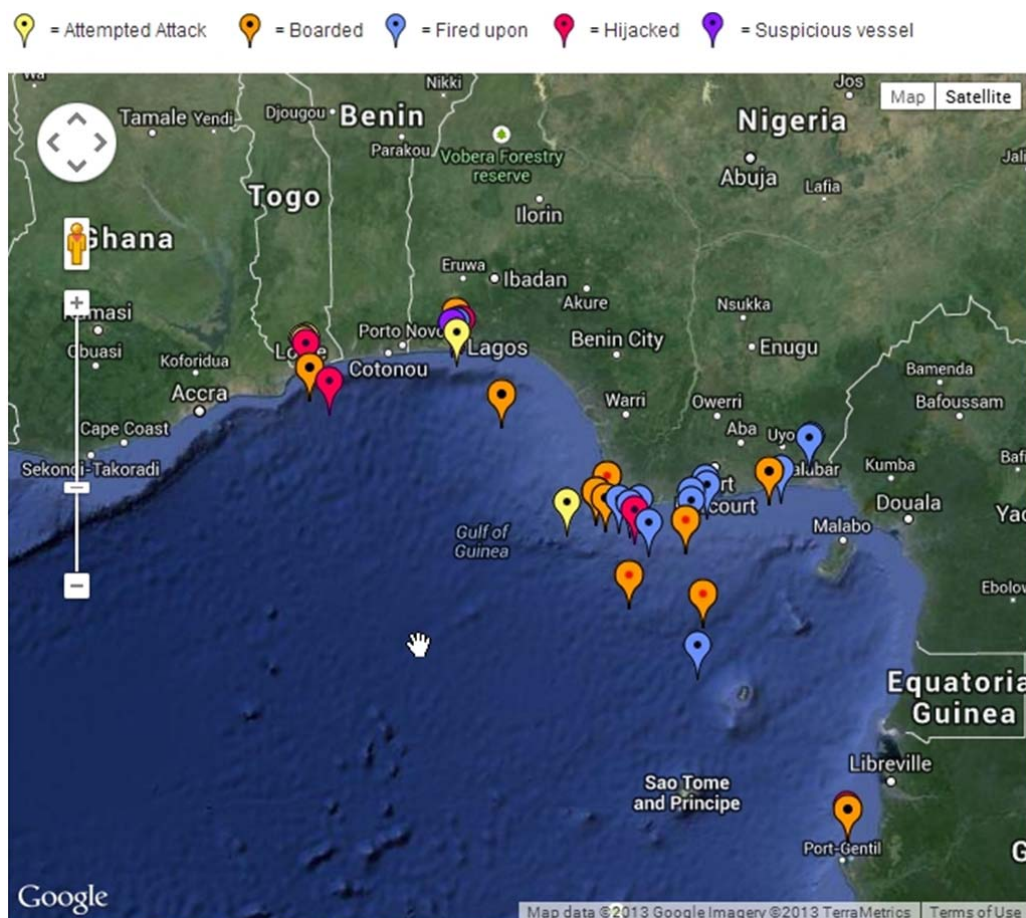 = Attempted Attack = Boarded = Fired upon = Hijacked = Suspicious vessel
Nikki
Jos
Map Satellite
Tamale Yendi
Djougou
Benin
Nigeria
Parakou
Vobera Forestry
reserve
Abuja
Lafia
Togo
Ilorin
Ghana
Eruwa
Ibadan
Akure
Nsukka
Porto Novo
Benin City
Enugu
Lagos
Obuasi
Koforidua
Cotonou
Bamenda
Accra
Warri
Owerri
Bafoussam
Cape Coast
Aba
Uyo
Sekondi-Takoradi
Kumba
Douala
Gulf of
Guinea
Malabo
Equatoria
Guinea
Libreville
Sao Tome
and Principe
Port-Gentil
Google
Map data ©2013 Google Imagery ©2013 TerraMetrics Terms of Use